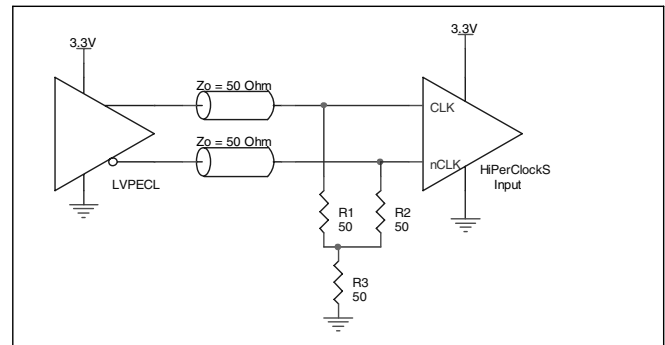 3.3V
3.3V
Zo = 50 Ohm
CLK
Zo = 50 Ohm
nCLK
HiPerClockS
Input
LVPECL
R1
50
R2
50
R3
50